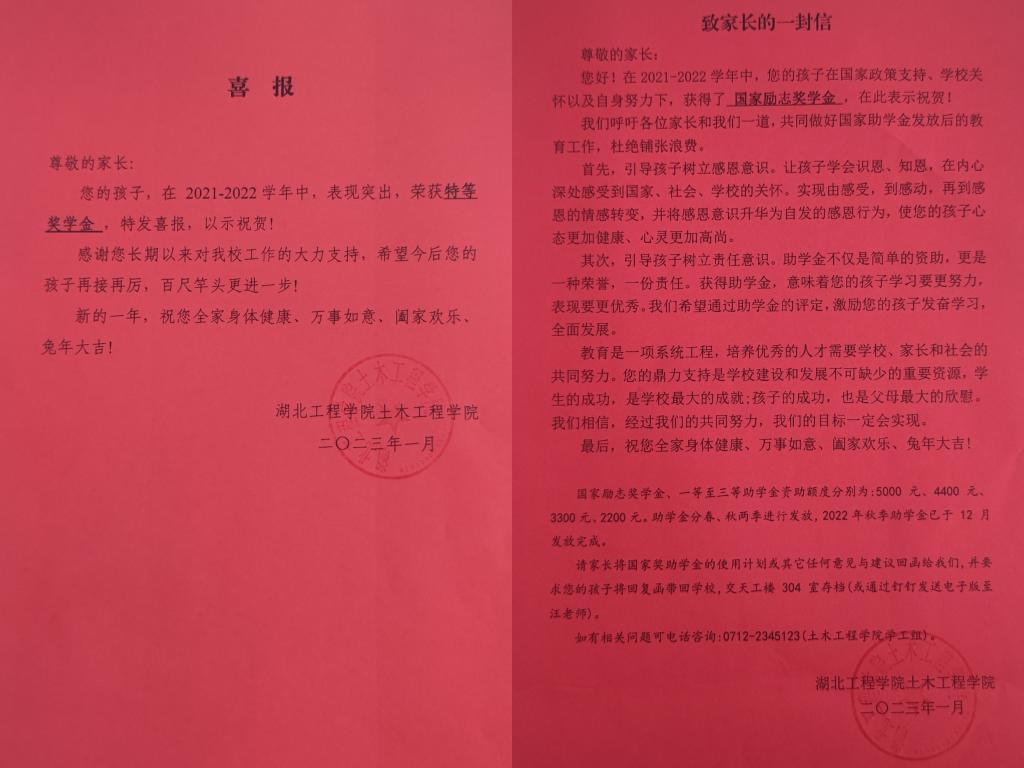 喜 报
尊敬的家长：
您的孩子，在 2021-2022 学年中，表现突出，荣获特等
奖学金 ，特发喜报，以示祝贺！
感谢您长期以来对我校工作的大力支持，希望今后您的
孩子再接再厉，百尺竿头更进一步！
新的一年，祝您全家身体健康、万事如意、阖家欢乐、
兔年大吉！
湖北工程学院土木工程学院
二〇二三年一月
致家长的一封信
尊敬的家长：
您好！在 2021-2022 学年中，您的孩子在国家政策支持、学校关
怀以及自身努力下，获得了 国家励志奖学金 ，在此表示祝贺！
我们呼吁各位家长和我们一道，共同做好国家助学金发放后的教
育工作，杜绝铺张浪费。
首先，引导孩子树立感恩意识。让孩子学会识恩、知恩，在内心
深处感受到国家、社会、学校的关怀。实现由感受，到感动，再到感
恩的情感转变，并将感恩意识升华为自发的感恩行为，使您的孩子心
态更加健康、心灵更加高尚。
其次，引导孩子树立责任意识。助学金不仅是简单的资助，更是
一种荣誉，一份责任。获得助学金，意味着您的孩子学习要更努力，
表现要更优秀。我们希望通过助学金的评定，激励您的孩子发奋学习，
全面发展。
教育是一项系统工程，培养优秀的人才需要学校、家长和社会的
共同努力。您的鼎力支持是学校建设和发展不可缺少的重要资源，学
生的成功，是学校最大的成就；孩子的成功，也是父母最大的欣慰。
我们相信，经过我们的共同努力，我们的目标一定会实现。
最后，祝您全家身体健康、万事如意、阖家欢乐、兔年大吉！
国家励志奖学金、一等至三等助学金资助额度分别为：5000 元、4400 元、
3300 元、2200 元。助学金分春、秋两季进行发放，2022 年秋季助学金已于 12 月
发放完成。
请家长将国家奖助学金的使用计划或其它任何意见与建议回函给我们，并要
求您的孩子将回复函带回学校，交天工楼 304 室存档（或通过钉钉发送电子版至
汪老师）。
如有相关问题可电话咨询：0712-2345123（土木工程学院学工组）。
湖北工程学院土木工程学院
二〇二三年一月